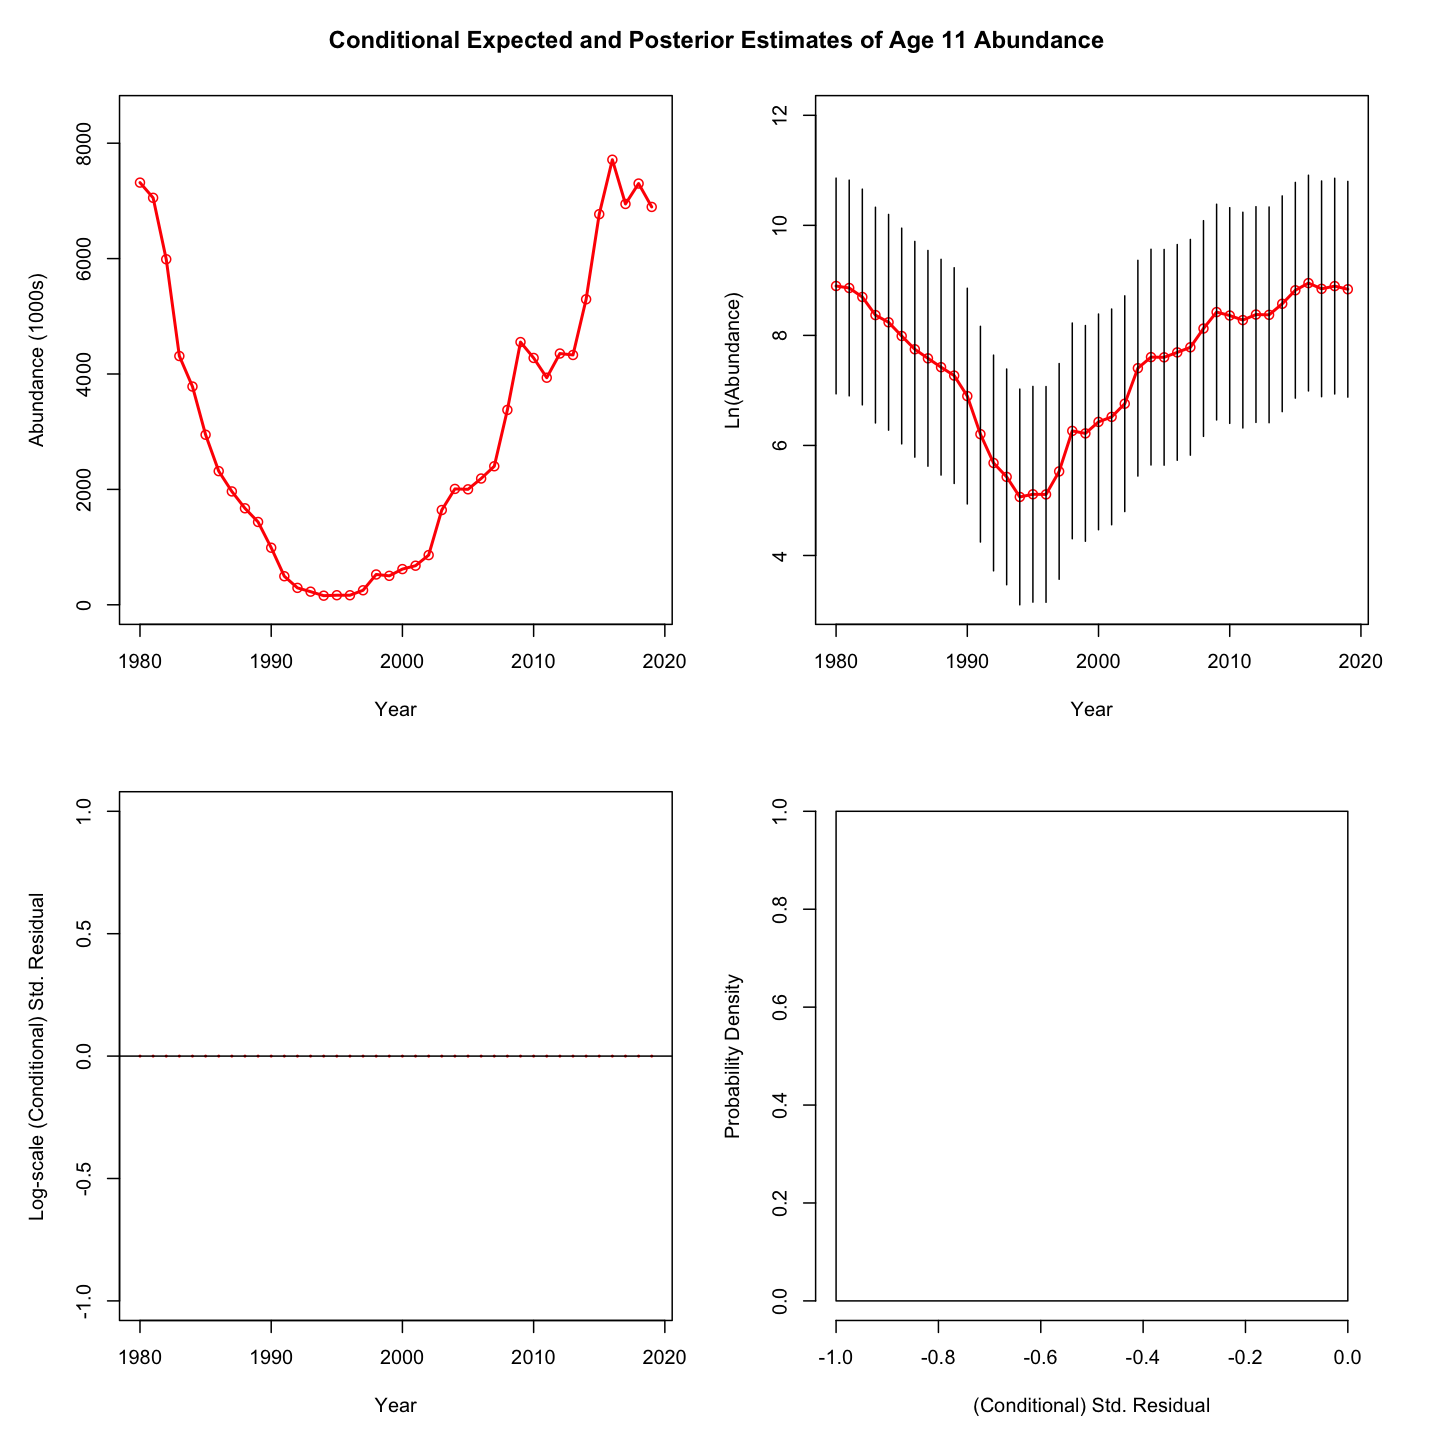 Conditional Expected and Posterior Estimates of Age 11 Abundance
Abundance (1000s)
8000
6000
4000
2000
0
1980 1990 2000 2010 2020
Year
Ln(Abundance)
12
10
8
6
4
1980 1990 2000 2010 2020
Year
Log-scale (Conditional) Std. Residual
1.0
0.5
0.0
-0.5
-1.0
1980 1990 2000 2010 2020
Year
Probability Density
1.0
0.8
0.6
0.4
0.2
0.0
-1.0 -0.8 -0.6 -0.4 -0.2 0.0
(Conditional) Std. Residual